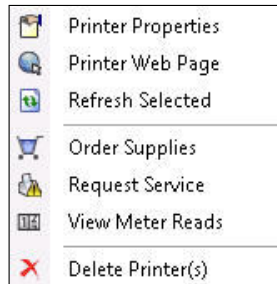 Printer Properties
Printer Web Page
Refresh Selected
Order Supplies
Request Service
View Meter Reads
Delete Printer(s)